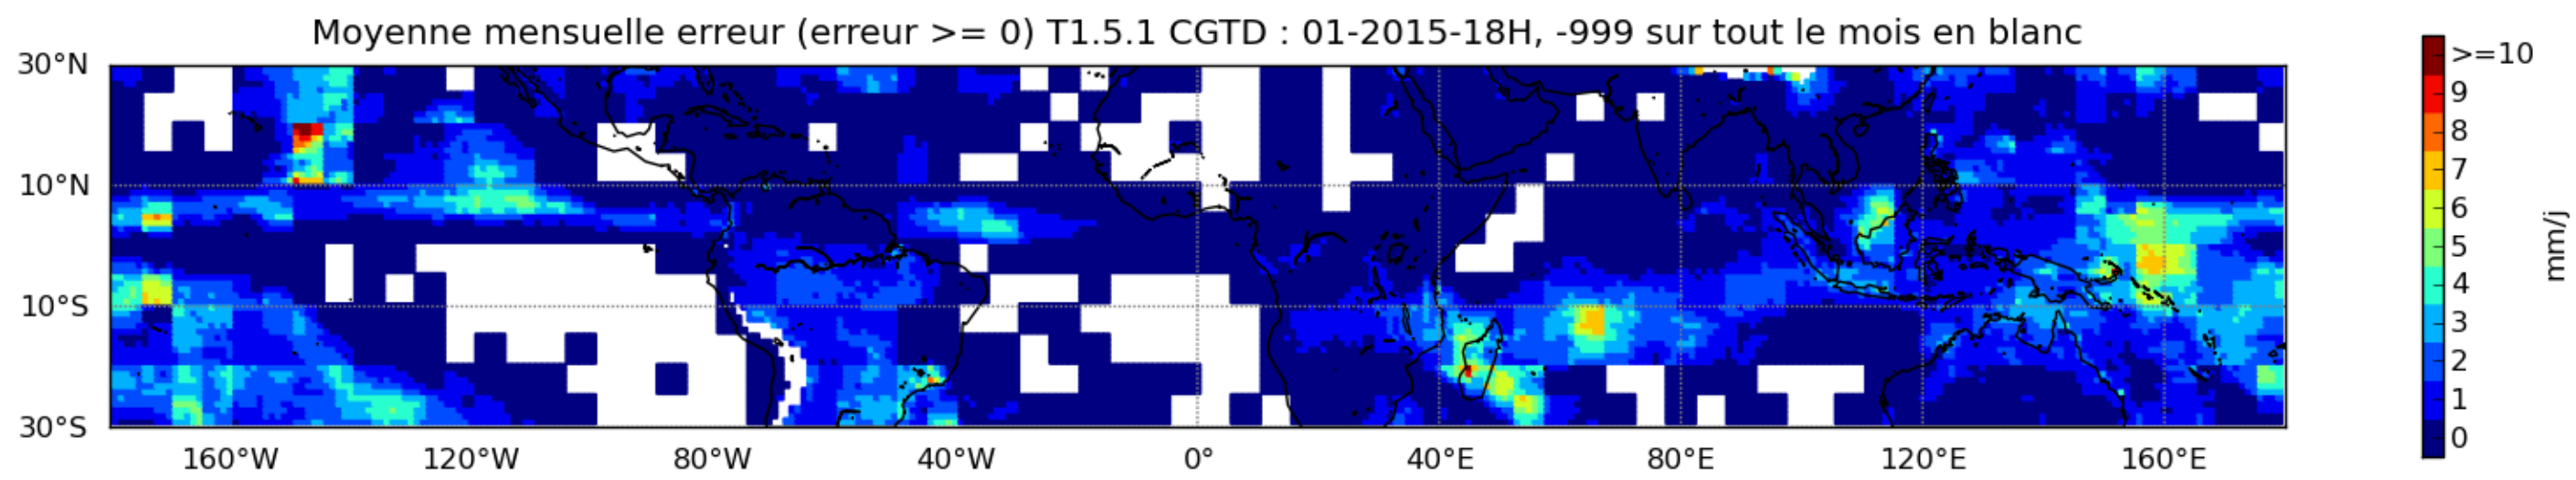 Moyenne mensuelle erreur (erreur >= 0) T1.5.1 CGTD : 01-2015-18H, -999 sur tout le mois en blanc
30°N
10°N
10°S
30°S
160°W 120°W 80°W 40°W 0° 40°E 80°E 120°E 160°E
>=10
9
8
7
6
5
4
3
2
1
0
mm/j